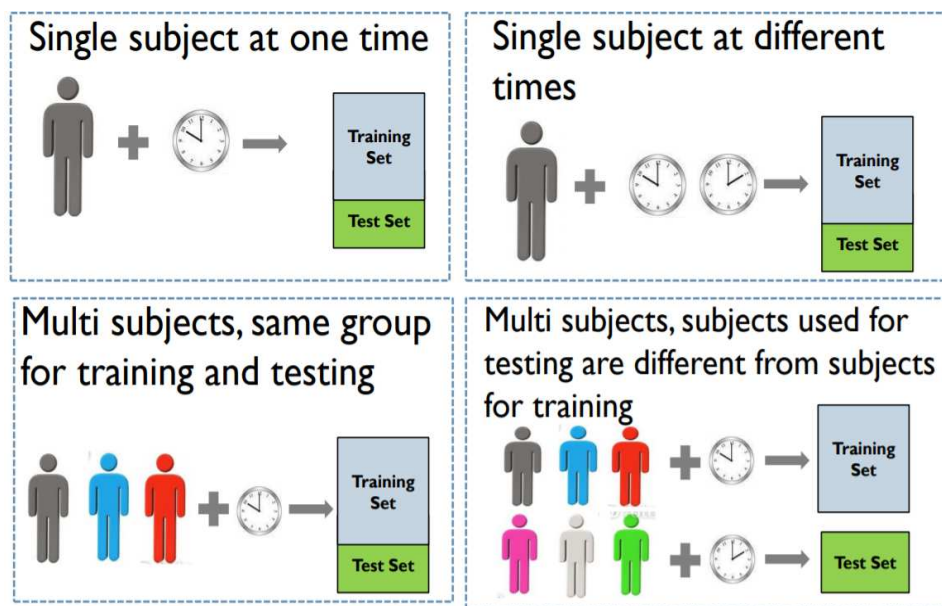 Single subject at one time
Training
Set
Test Set
Single subject at different
times
Training
Set
Test Set
Multi subjects, same group
for training and testing
Training
Set
Test Set
Multi subjects, subjects used for
testing are different from subjects
for training
Training
Set
Test Set